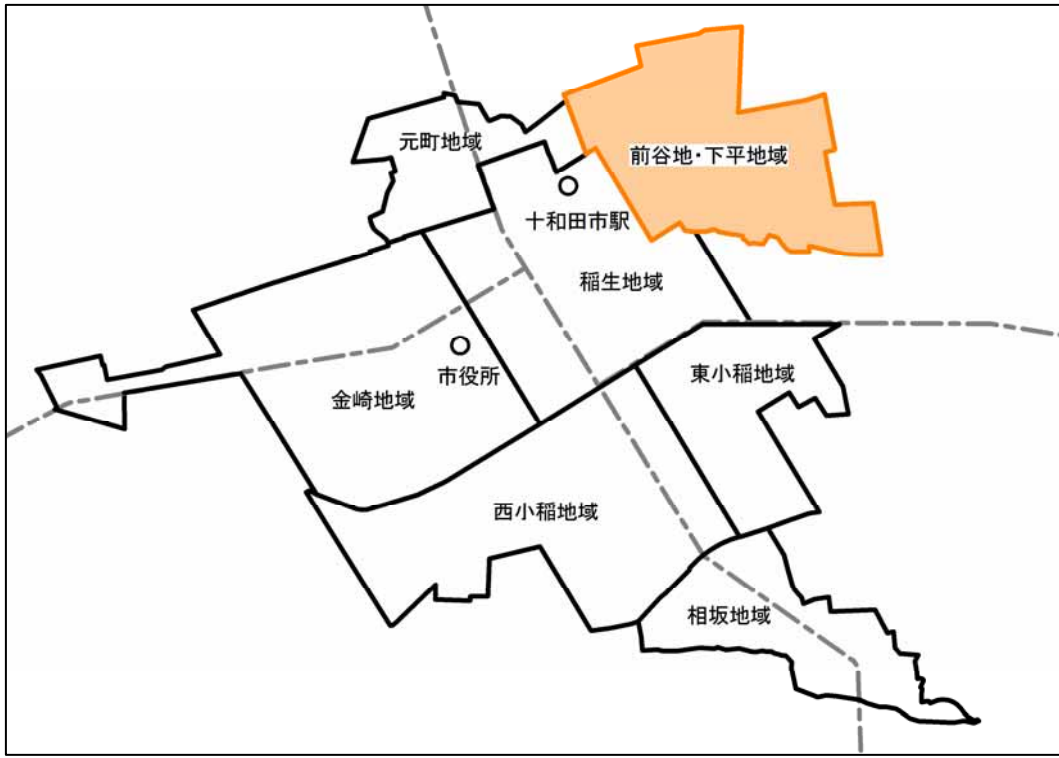 元町地域
前谷地・下平地域
十和田市駅
稲生地域
市役所
東小稲地域
金崎地域
西小稲地域
相坂地域